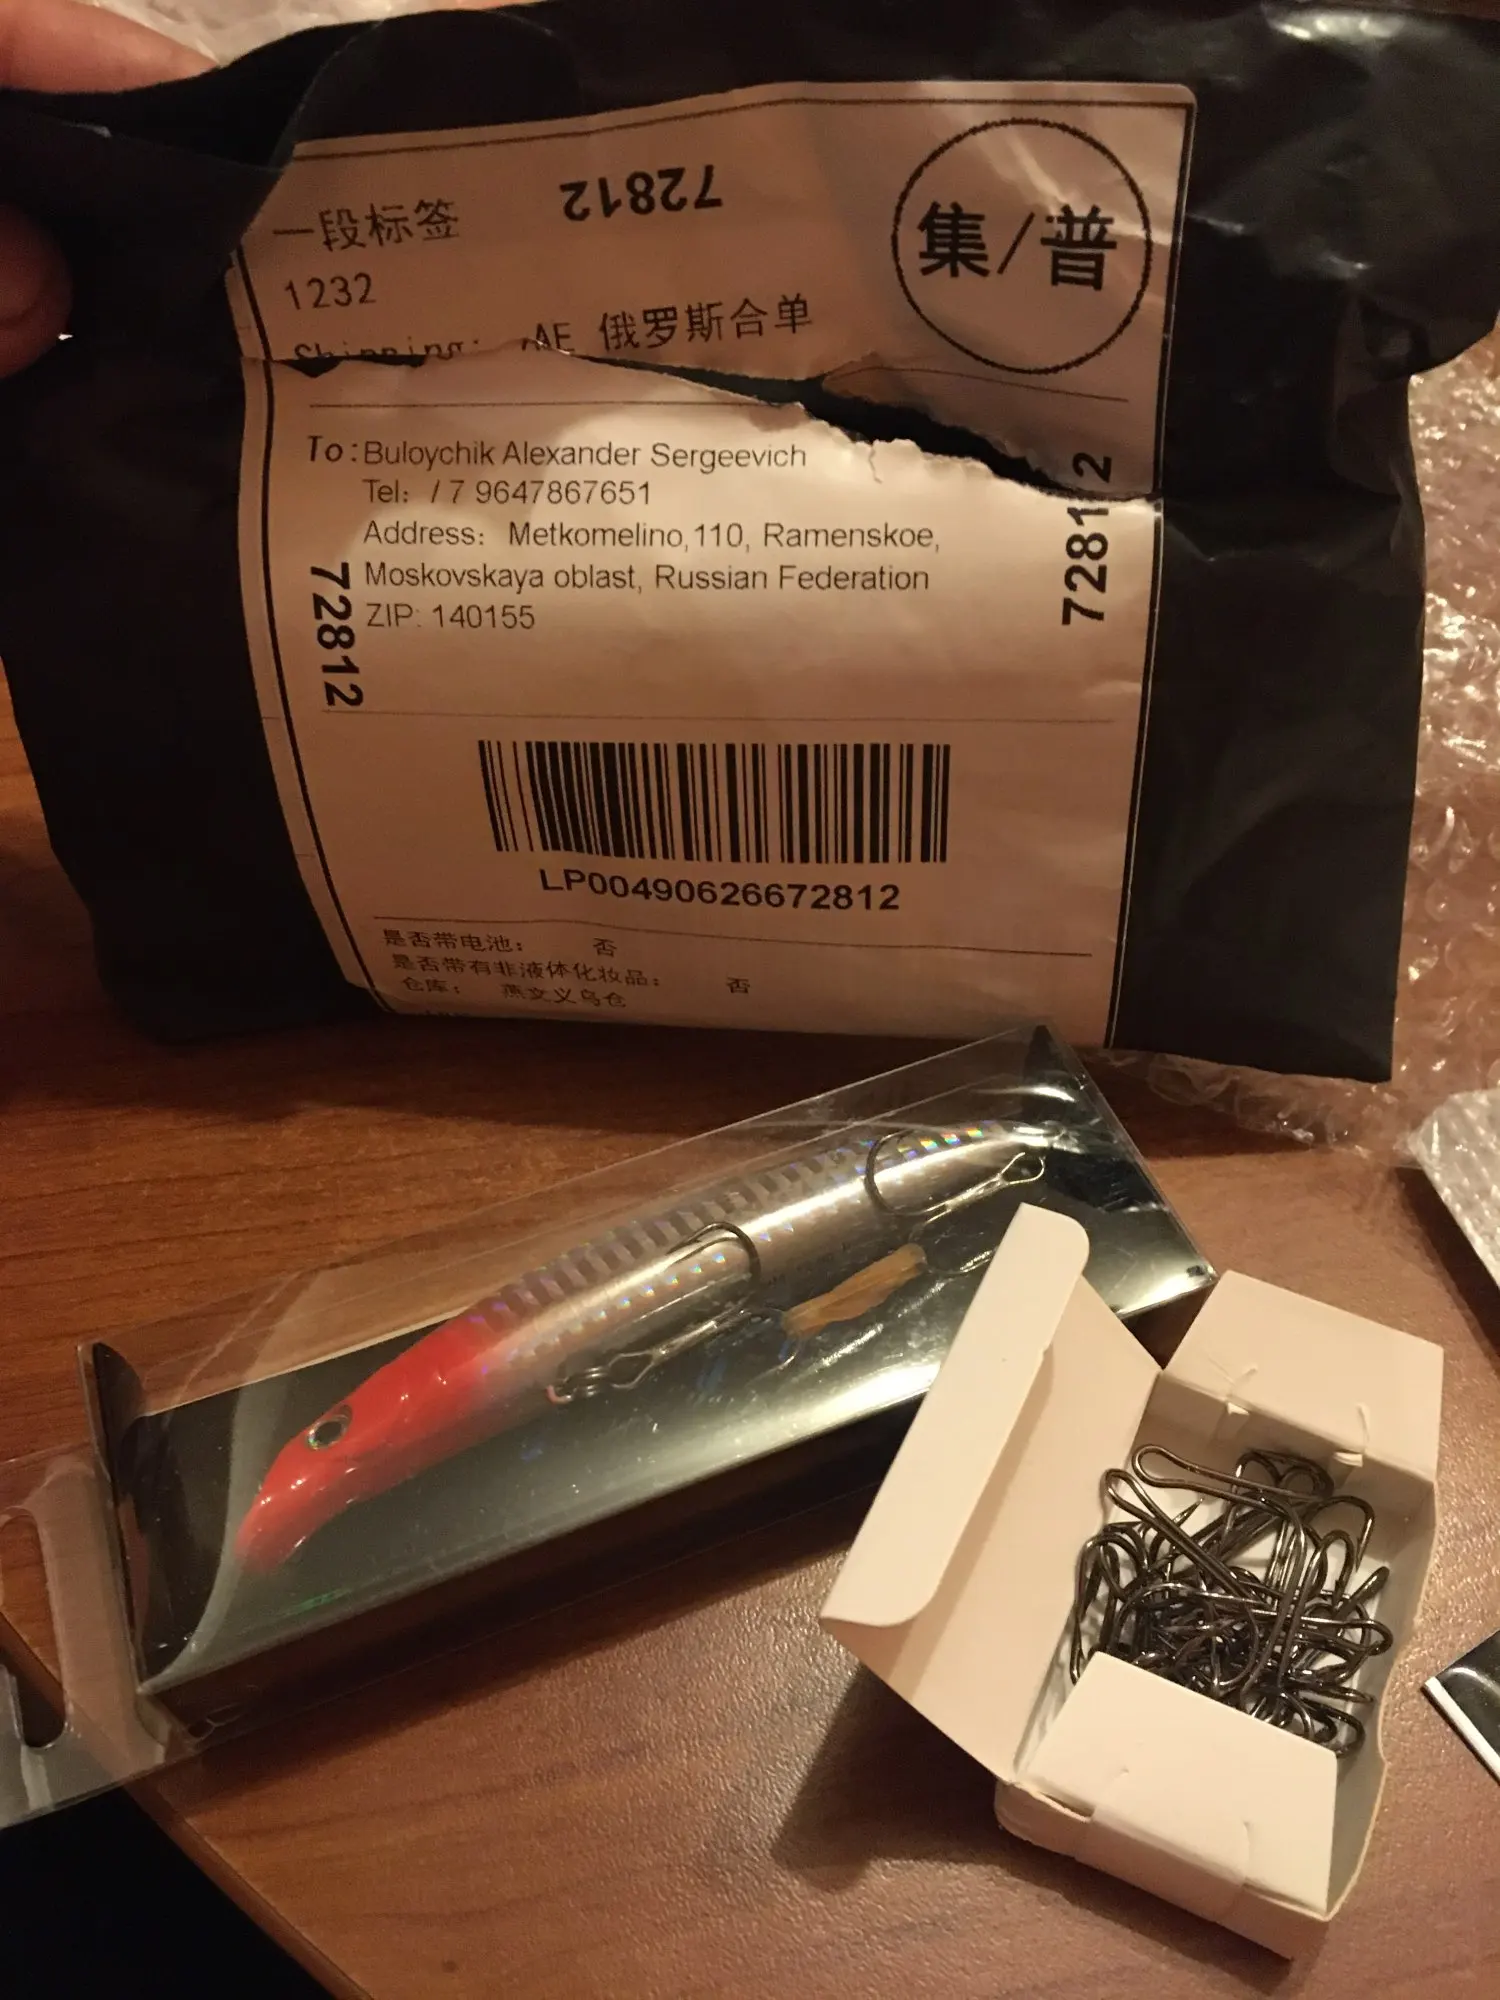 一段标签
72812
集/普
1232
Shipping: AE 俄罗斯合单
To: Buloychik Alexander Sergeevich
Tel: / 7 9647867651
Address: Metkomelino,110, Ramenskoe,
Moskovskaya oblast, Russian Federation
ZIP: 140155
72812
72812
LP00490626672812
是否带电池: 否
是否带有非液体化妆品: 否
仓库: 燕文义乌仓